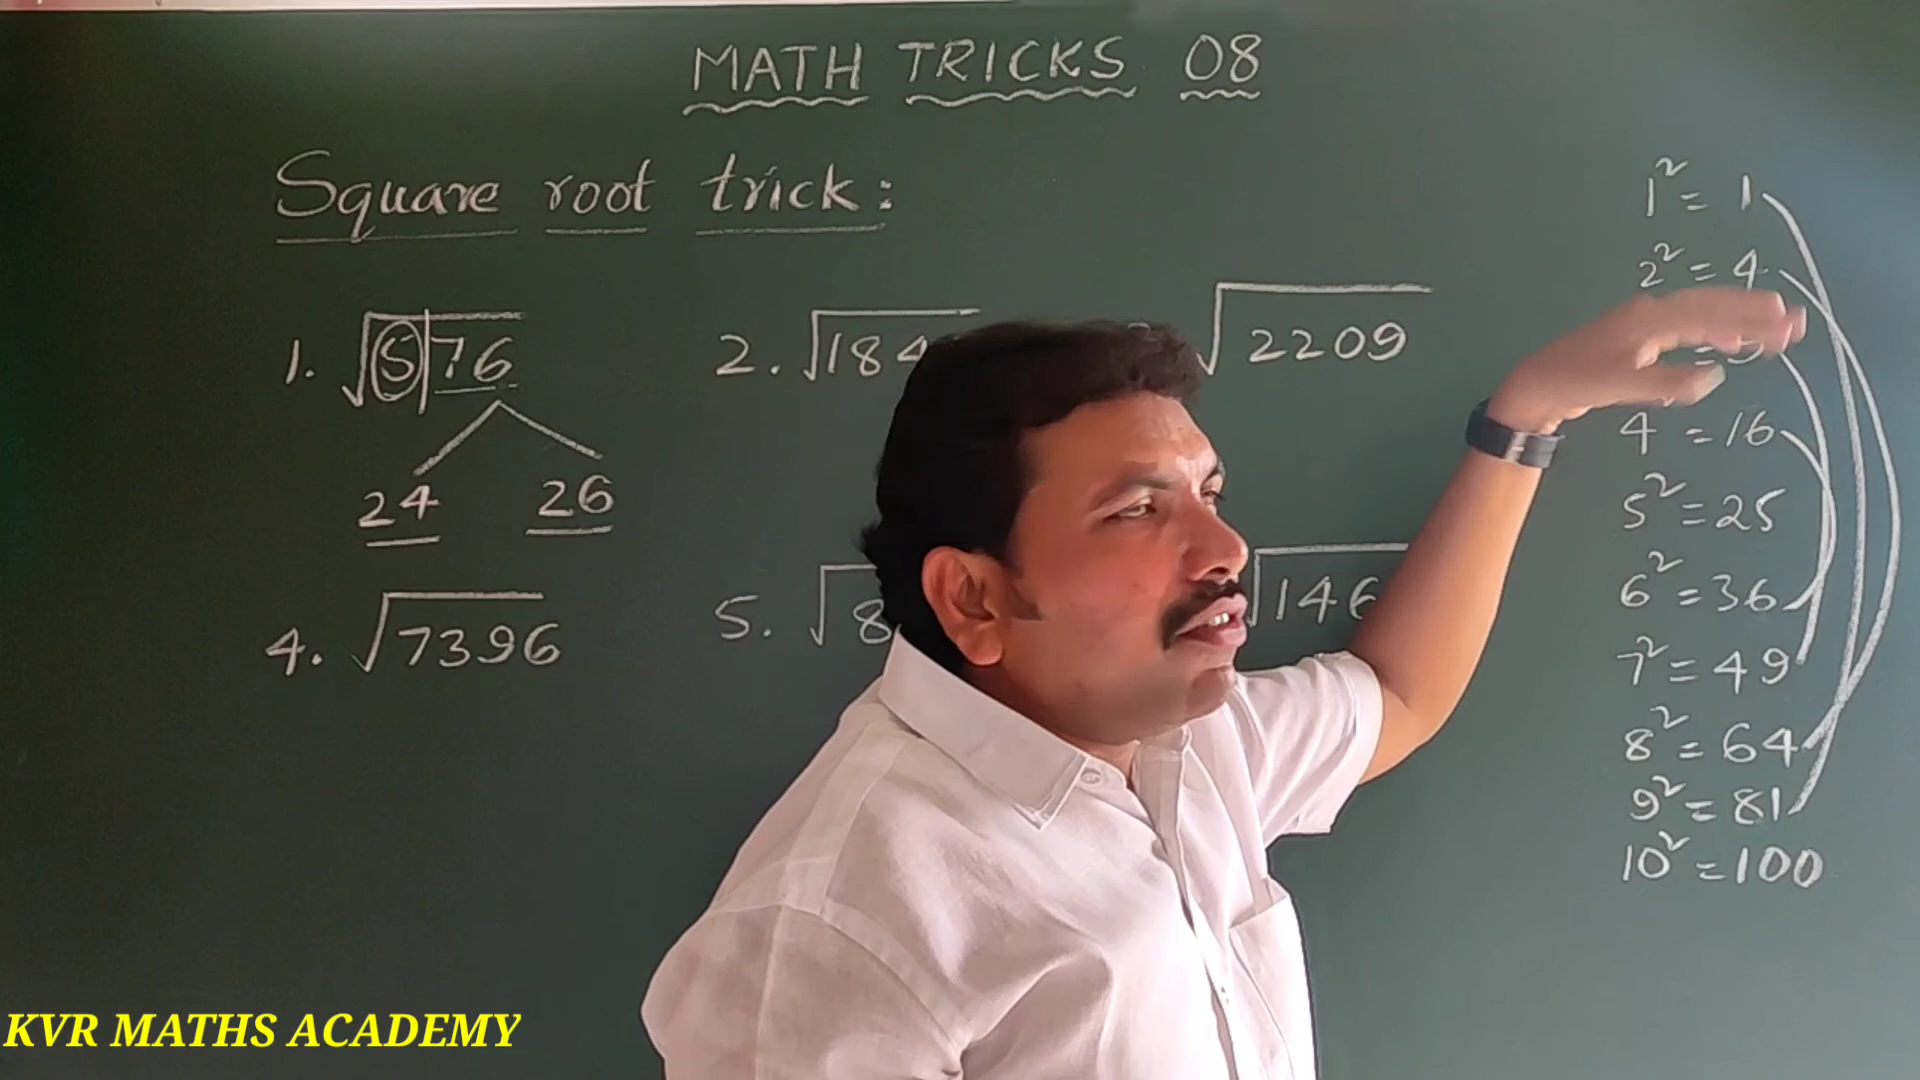 MATH TRICKS 08
Square root trick:
1. √576
24 26
2. √184
√2209
4. √7396
5. √8
√146
1² = 1
2² = 4
4² = 16
5² = 25
6² = 36
7² = 49
8² = 64
9² = 81
10² = 100
KVR MATHS ACADEMY